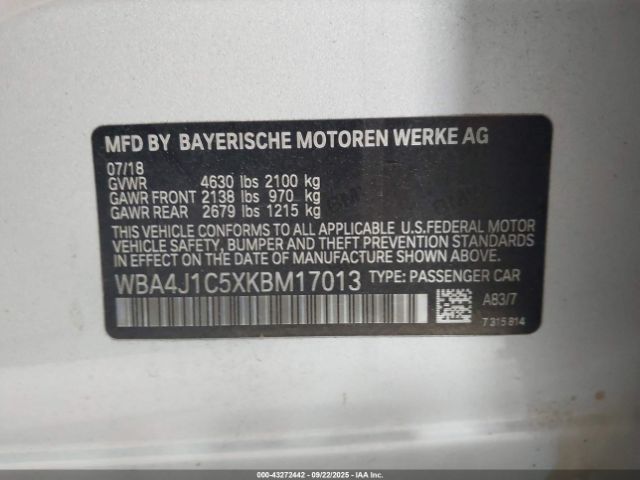 MFD BY BAYERISCHE MOTOREN WERKE AG
07/18
GVWR 4630 lbs 2100 kg
GAWR FRONT 2138 lbs 970 kg
GAWR REAR 2679 lbs 1215 kg
THIS VEHICLE CONFORMS TO ALL APPLICABLE U.S.FEDERAL MOTOR
VEHICLE SAFETY, BUMPER, AND THEFT PREVENTION STANDARDS
IN EFFECT ON THE DATE OF MANUFACTURE SHOWN ABOVE.
WBA4J1C5XKBM17013 TYPE: PASSENGER CAR
A83/7
7 315 814
000-43272442 - 09/22/2025 - IAA Inc.